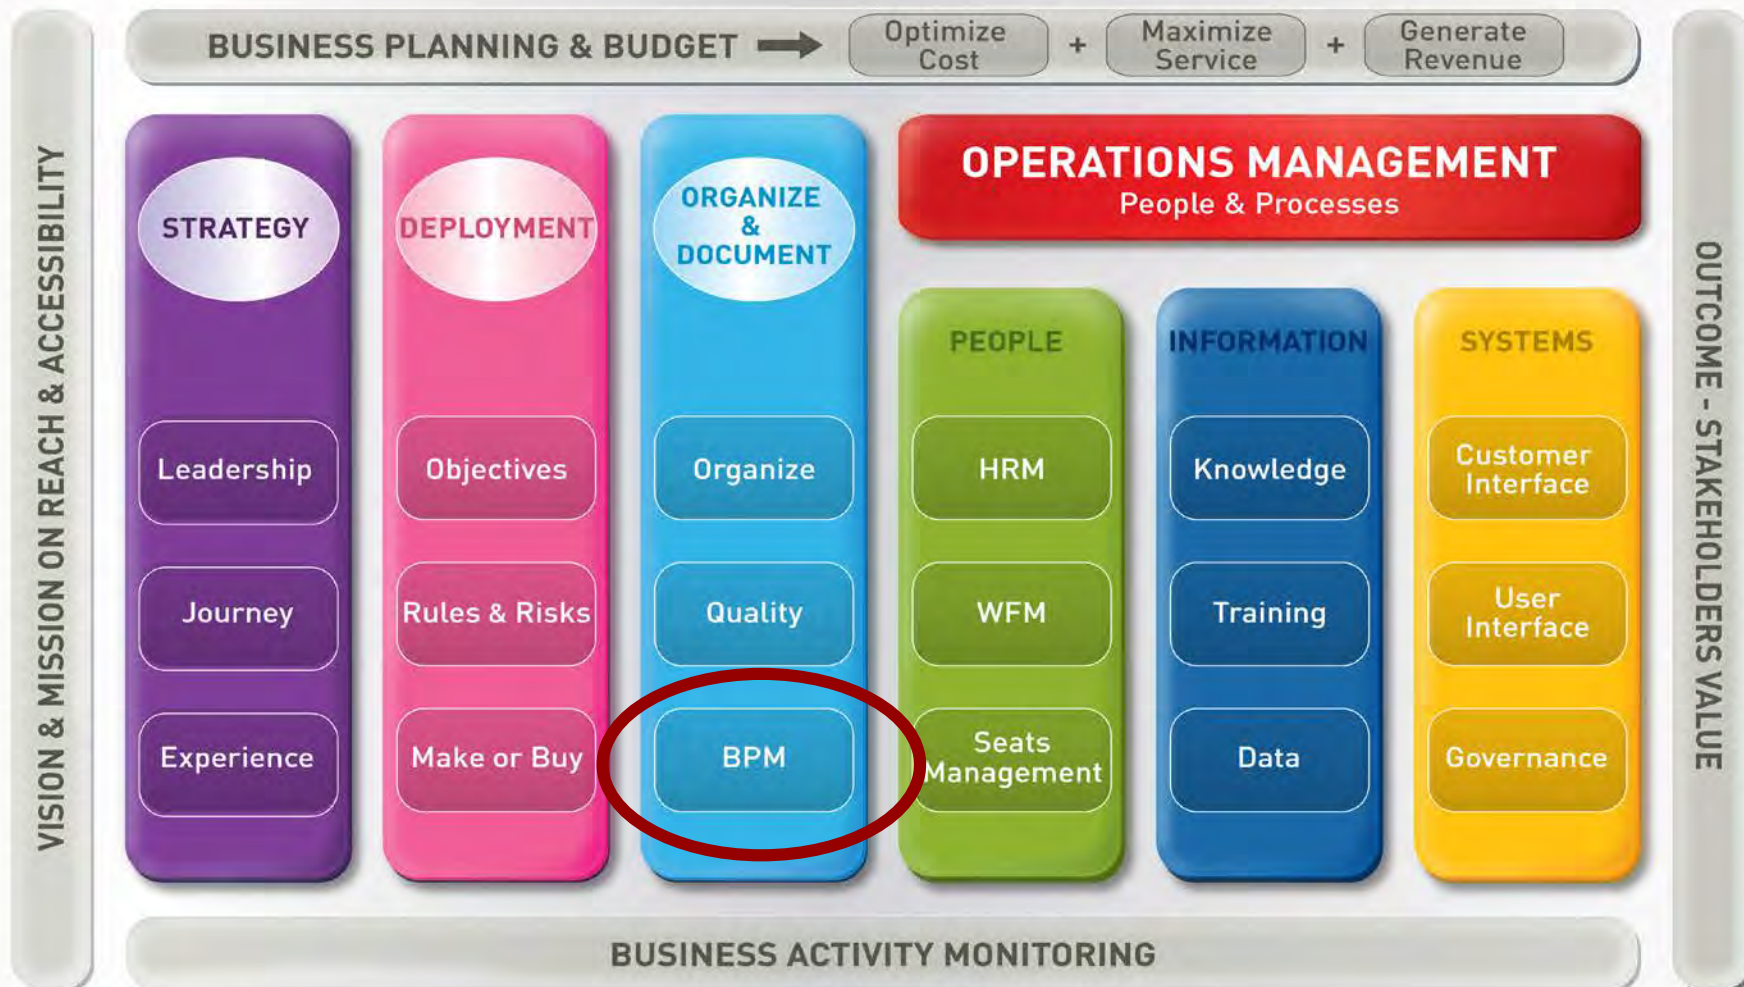 BUSINESS PLANNING & BUDGET
Optimize
Cost
+
Maximize
Service
+
Generate
Revenue
VISION & MISSION ON REACH & ACCESSIBILITY
STRATEGY
Leadership
Journey
Experience
DEPLOYMENT
Objectives
Rules & Risks
Make or Buy
ORGANIZE
&
DOCUMENT
Organize
Quality
BPM
OPERATIONS MANAGEMENT
People & Processes
PEOPLE
HRM
WFM
Seats
Management
INFORMATION
Knowledge
Training
Data
SYSTEMS
Customer
Interface
User
Interface
Governance
OUTCOME - STAKEHOLDERS VALUE
BUSINESS ACTIVITY MONITORING